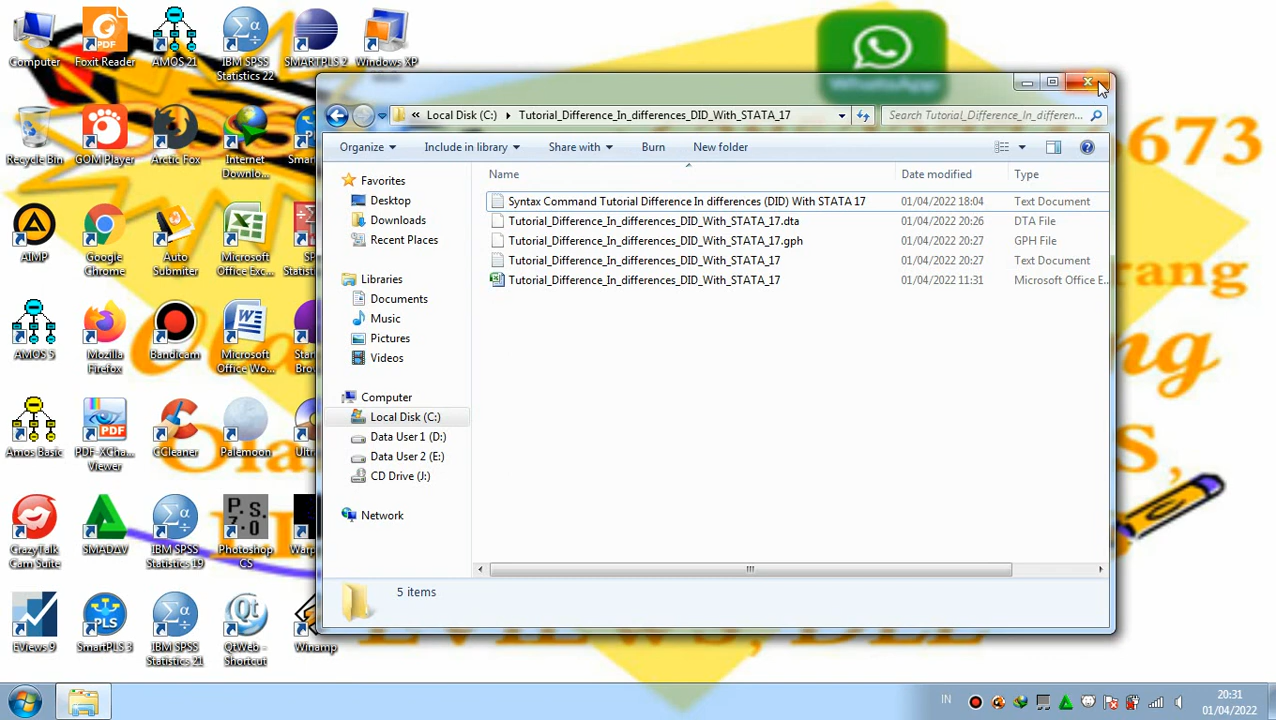 Computer
Foxit Reader
AMOS 21
IBM SPSS
Statistics 22
SMARTPLS 2
Windows XP
Recycle Bin
GOM Player
Arctic Fox
Internet
Downlo...
AIMP
Google
Chrome
Auto
Submiter
Microsoft
Office Exc...
AMOS 5
Mozilla
Firefox
Bandicam
Microsoft
Office Wo...
Amos Basic
PDF-XCha...
Viewer
CCleaner
Palemoon
CrazyTalk
Cam Suite
SMADAV
IBM SPSS
Statistics 19
Photoshop
CS
EViews 9
SmartPLS 3
IBM SPSS
Statistics 21
QtWeb -
Shortcut
Winamp
673
Local Disk (C:)
Tutorial_Difference_In_differences_DID_With_STATA_17
Search Tutorial_Difference_In_differen...
Organize
Include in library
Share with
Burn
New folder
Name
Date modified
Type
Syntax Command Tutorial Difference In differences (DID) With STATA 17
01/04/2022 18:04
Text Document
Tutorial_Difference_In_differences_DID_With_STATA_17.dta
01/04/2022 20:26
DTA File
Tutorial_Difference_In_differences_DID_With_STATA_17.gph
01/04/2022 20:27
GPH File
Tutorial_Difference_In_differences_DID_With_STATA_17
01/04/2022 20:27
Text Document
Tutorial_Difference_In_differences_DID_With_STATA_17
01/04/2022 11:31
Microsoft Office E...
Favorites
Desktop
Downloads
Recent Places
Libraries
Documents
Music
Pictures
Videos
Computer
Local Disk (C:)
Data User 1 (D:)
Data User 2 (E:)
CD Drive (J:)
Network
5 items
IN
20:31
01/04/2022